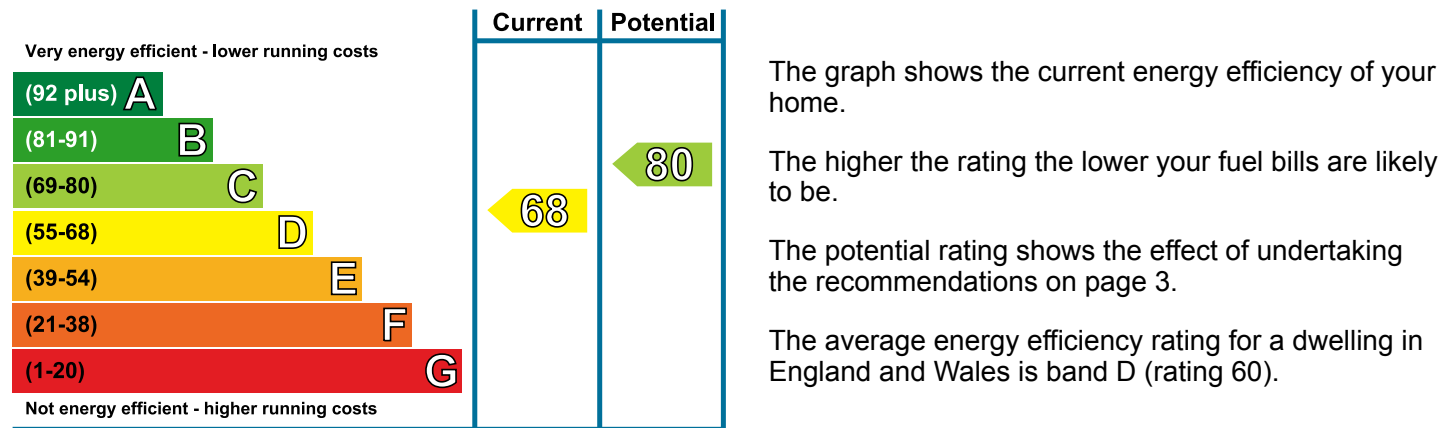 Current Potential
Very energy efficient - lower running costs
(92 plus) A
(81-91) B
(69-80) C
80
(55-68) D
68
(39-54) E
(21-38) F
(1-20) G
Not energy efficient - higher running costs
The graph shows the current energy efficiency of your
home.
The higher the rating the lower your fuel bills are likely
to be.
The potential rating shows the effect of undertaking
the recommendations on page 3.
The average energy efficiency rating for a dwelling in
England and Wales is band D (rating 60).